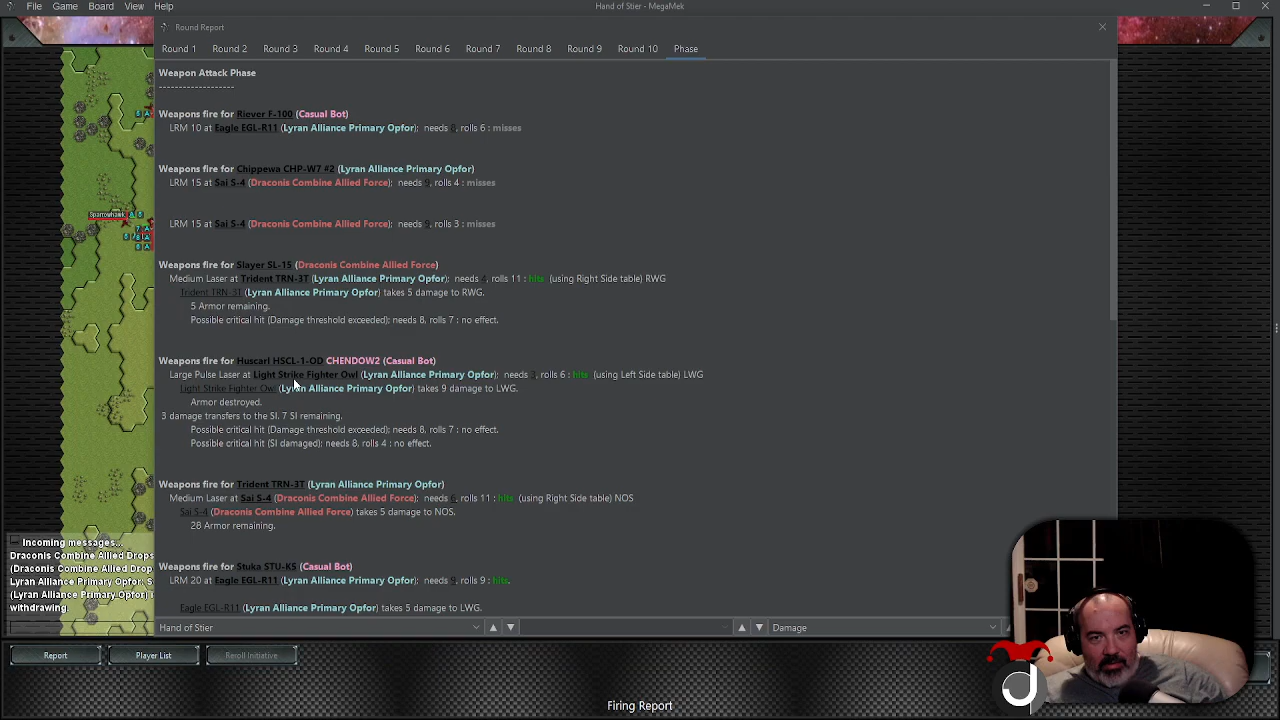 File Game Board View Help
Hand of Stier - MegaMek
Round Report
Round 1 Round 2 Round 3 Round 4 Round 5 Round 6 Round 7 Round 8 Round 9 Round 10 Phase
Weapon Attack Phase
-------------------
Weapons fire for Riever F-100 (Casual Bot)
LRM 10 at Eagle EGL-R11 (Lyran Alliance Primary Opfor): needs , rolls 6 : misses
Weapons fire for Chippewa CHP-W7 #2 (Lyran Alliance Primary Opfor)
LRM 15 at Sai S-4 (Draconis Combine Allied Force): needs 9, rolls 4 : misses
LRM 15 at Sai S-4 (Draconis Combine Allied Force): needs 9, rolls 3 : misses
Weapons fire for Slayer SL-15 (Draconis Combine Allied Force)
Medium Laser at Trident TRN-3T (Lyran Alliance Primary Opfor): needs , rolls 11 : hits (using Right Side table) RWG
Trident TRN-3T (Lyran Alliance Primary Opfor) takes 5 damage to RWG.
5 Armor remaining.
Possible critical hit (Damage threshold exceeded); needs 8, rolls 7 : no effect.
Weapons fire for Huscarl HSCL-1-OD CHENDOW2 (Casual Bot)
Large Pulse Laser at Light Strike Fighter Owl (Lyran Alliance Primary Opfor): needs , rolls 6 : hits (using Left Side table) LWG
Light Strike Fighter Owl (Lyran Alliance Primary Opfor) takes 9 damage to LWG.
Armor destroyed.
3 damage transfers to the SI. 7 SI remaining.
Possible critical hit (Damage threshold exceeded); needs 8, rolls 7 : no effect.
Possible critical hit (SI damaged); needs 8, rolls 4 : no effect.
Weapons fire for Trident TRN-3T (Lyran Alliance Primary Opfor)
Medium Laser at Sai S-4 (Draconis Combine Allied Force): needs 6, rolls 11 : hits (using Right Side table) NOS
Sai S-4 (Draconis Combine Allied Force) takes 5 damage to NOS.
28 Armor remaining.
Weapons fire for Stuka STU-K5 (Casual Bot)
LRM 20 at Eagle EGL-R11 (Lyran Alliance Primary Opfor): needs 9, rolls 9 : hits.
Eagle EGL-R11 (Lyran Alliance Primary Opfor) takes 5 damage to LWG.
Sparrowhawk
Incoming messages...
Draconis Combine Allied Drops
(Draconis Combine Allied Drop
Lyran Alliance Primary Opfor: S
(Lyran Alliance Primary Opfor)
withdrawing.
Hand of Stier
Damage
Report Player List Reroll Initiative
Firing Report